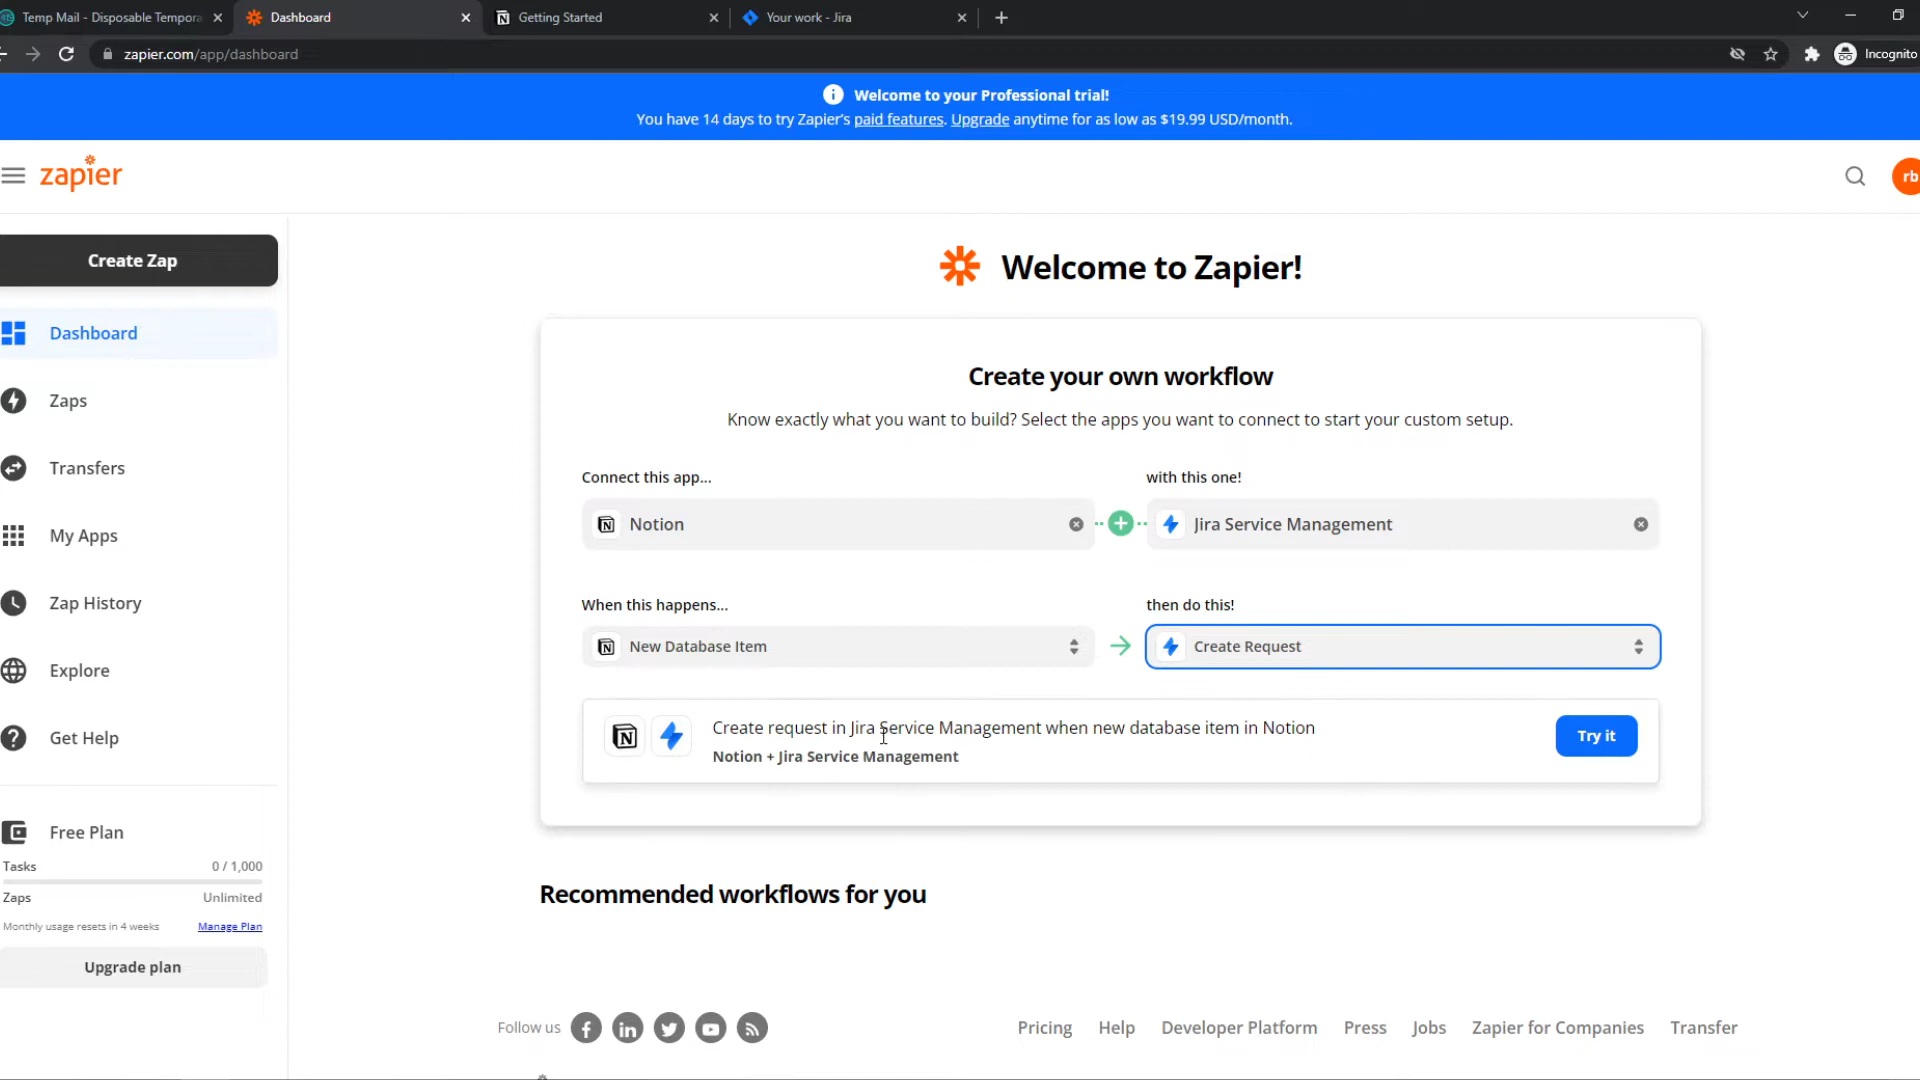 Temp Mail - Disposable Tempora
Dashboard
Getting Started
Your work - Jira
zapier.com/app/dashboard
Incognito
Welcome to your Professional trial!
You have 14 days to try Zapier's paid features. Upgrade anytime for as low as $19.99 USD/month.
zapier
rb
Create Zap
Dashboard
Zaps
Transfers
My Apps
Zap History
Explore
Get Help
Free Plan
Tasks 0 / 1,000
Zaps Unlimited
Monthly usage resets in 4 weeks Manage Plan
Upgrade plan
Welcome to Zapier!
Create your own workflow
Know exactly what you want to build? Select the apps you want to connect to start your custom setup.
Connect this app... with this one!
Notion Jira Service Management
When this happens... then do this!
New Database Item Create Request
Create request in Jira Service Management when new database item in Notion
Notion + Jira Service Management
Try it
Recommended workflows for you
Follow us
Pricing Help Developer Platform Press Jobs Zapier for Companies Transfer